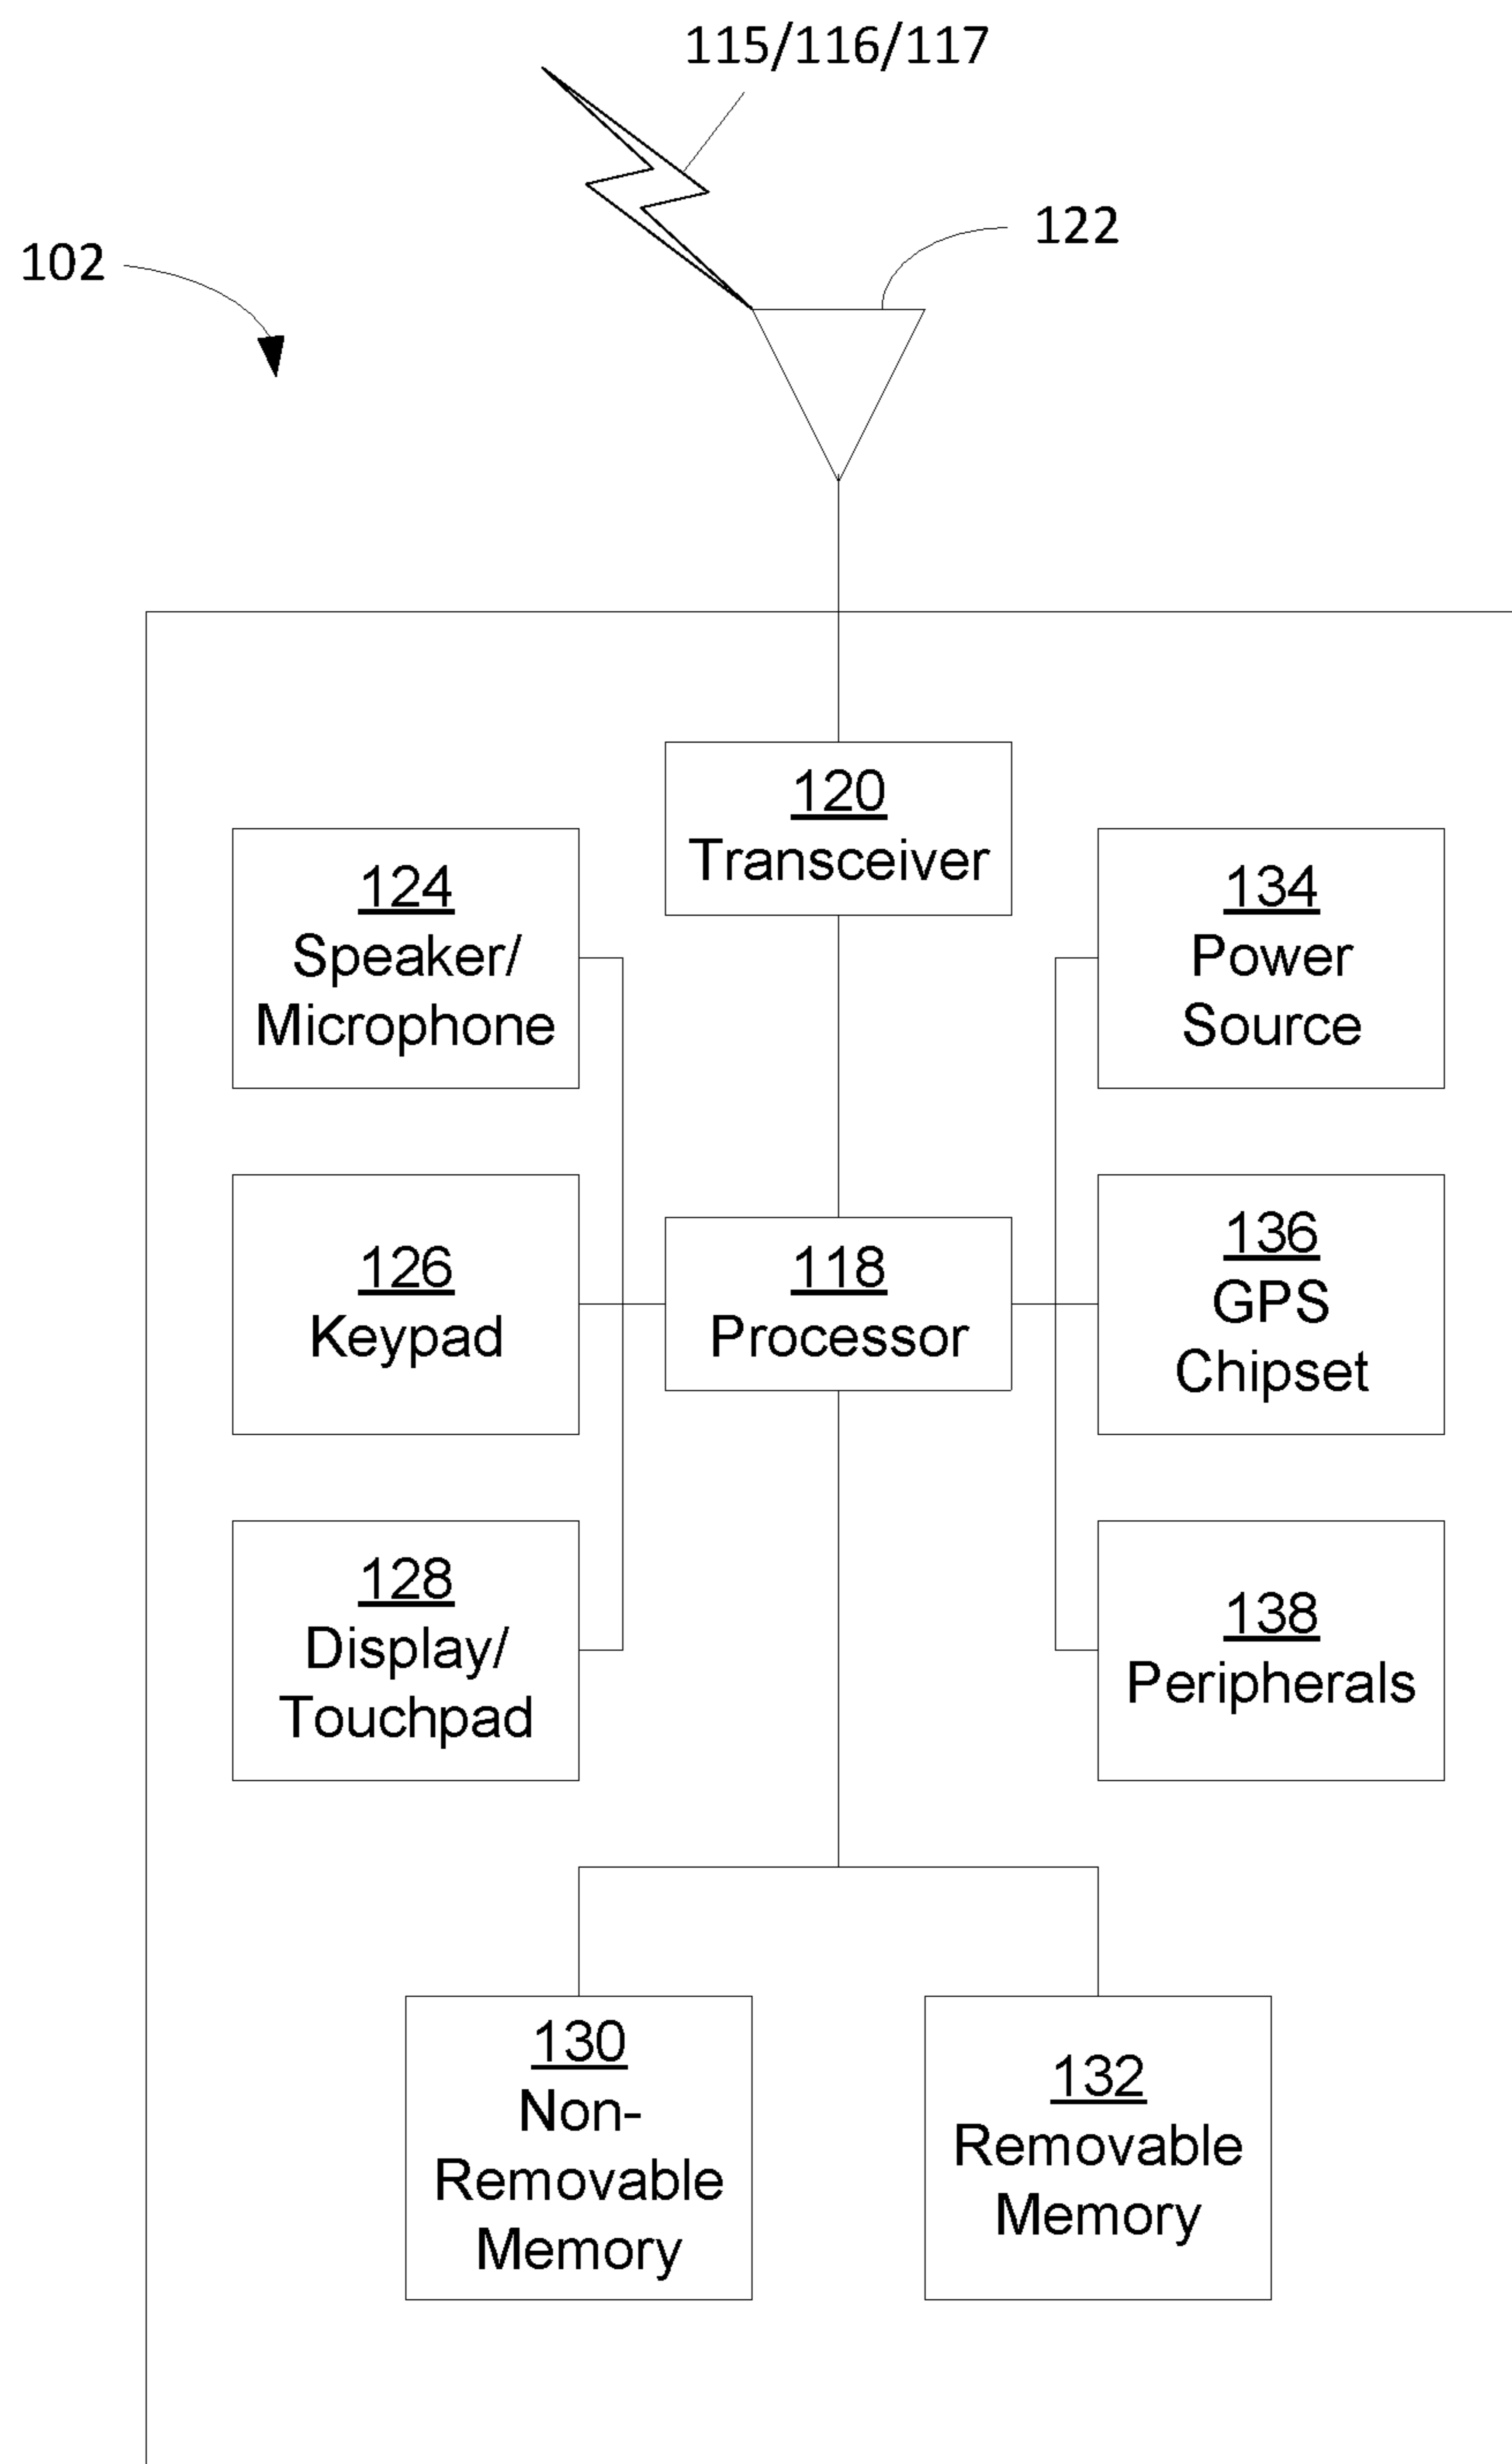 115/116/117
122
102
120
Transceiver
124
Speaker/
Microphone
134
Power
Source
126
Keypad
118
Processor
136
GPS
Chipset
128
Display/
Touchpad
138
Peripherals
130
Non-
Removable
Memory
132
Removable
Memory